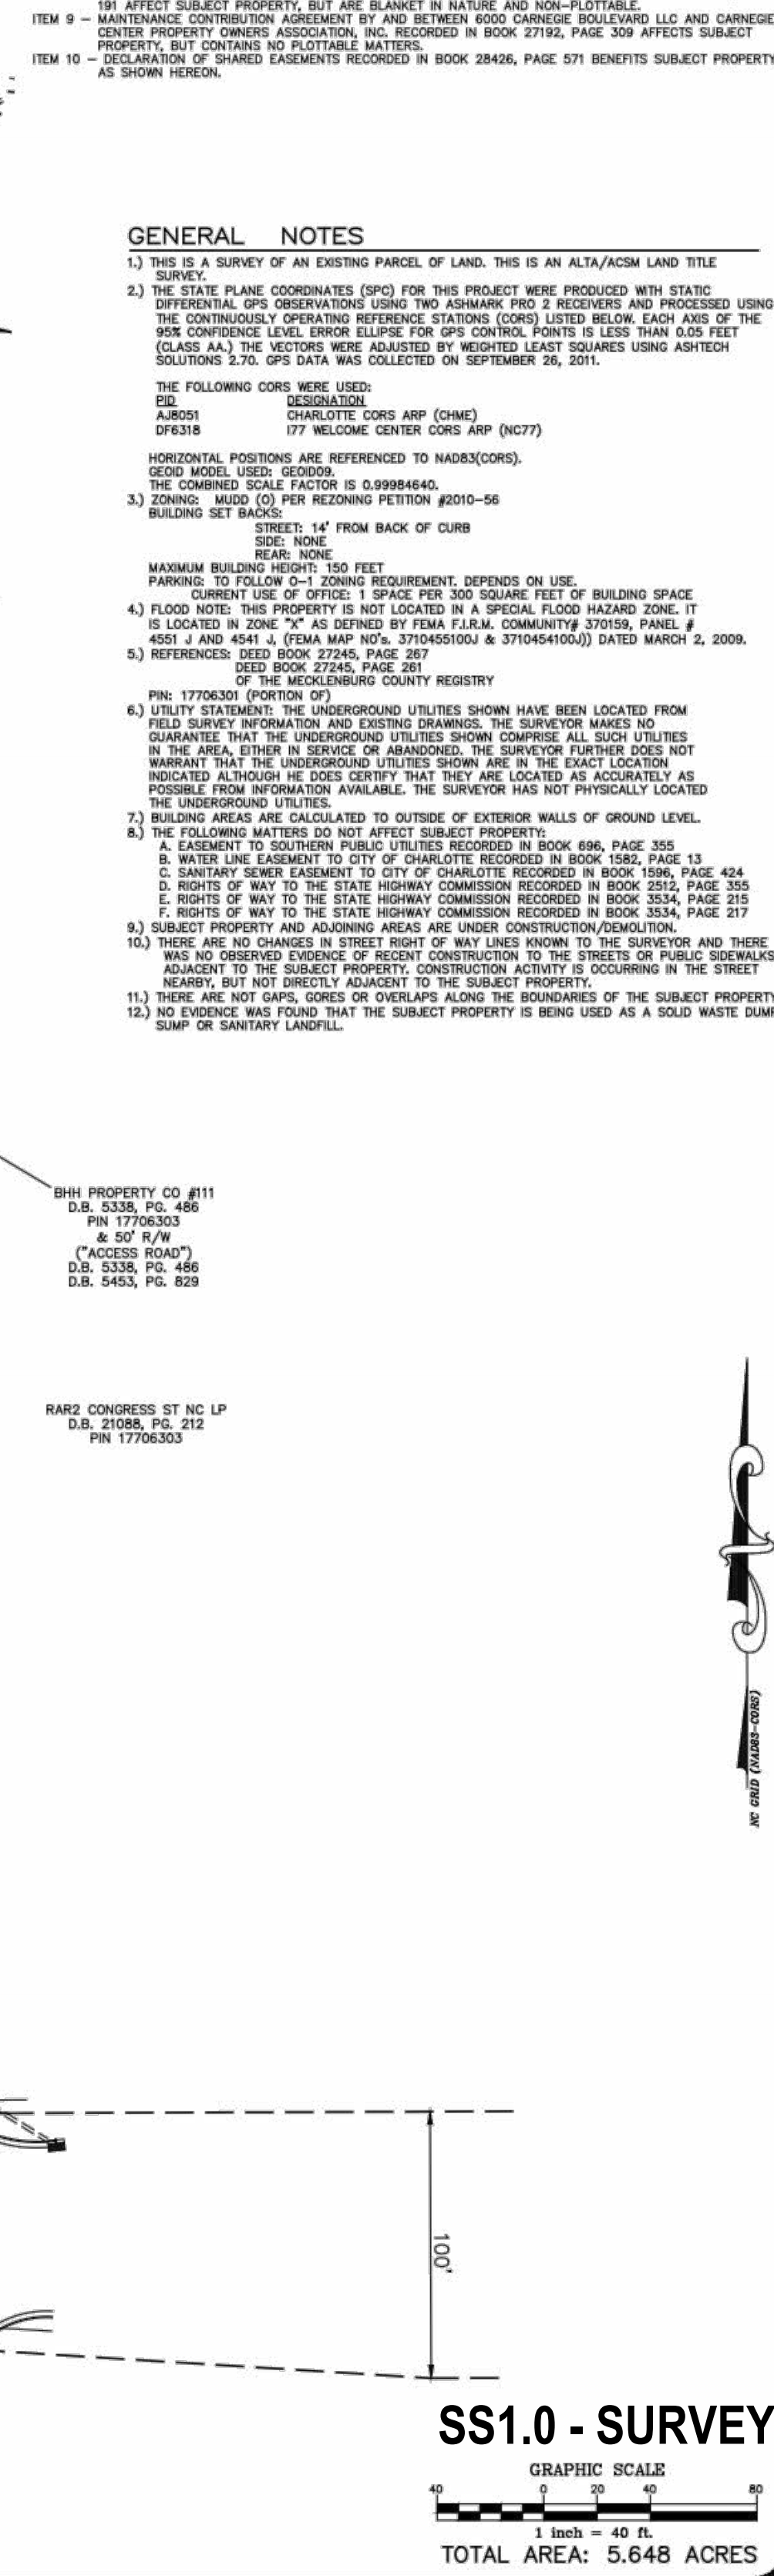 191 AFFECT SUBJECT PROPERTY, BUT ARE BLANKET IN NATURE AND NON-PLOTTABLE.
ITEM 9 – MAINTENANCE CONTRIBUTION AGREEMENT BY AND BETWEEN 6000 CARNEGIE BOULEVARD LLC AND CARNEGIE
CENTER PROPERTY OWNERS ASSOCIATION, INC. RECORDED IN BOOK 27192, PAGE 309 AFFECTS SUBJECT
PROPERTY, BUT CONTAINS NO PLOTTABLE MATTERS.
ITEM 10 – DECLARATION OF SHARED EASEMENTS RECORDED IN BOOK 28426, PAGE 571 BENEFITS SUBJECT PROPERTY
AS SHOWN HEREON.
GENERAL NOTES
1.) THIS IS A SURVEY OF AN EXISTING PARCEL OF LAND. THIS IS AN ALTA/ACSM LAND TITLE
SURVEY.
2.) THE STATE PLANE COORDINATES (SPC) FOR THIS PROJECT WERE PRODUCED WITH STATIC
DIFFERENTIAL GPS OBSERVATIONS USING TWO ASHMARK PRO 2 RECEIVERS AND PROCESSED USING
THE CONTINUOUSLY OPERATING REFERENCE STATIONS (CORS) LISTED BELOW. EACH AXIS OF THE
95% CONFIDENCE LEVEL ERROR ELLIPSE FOR GPS CONTROL POINTS IS LESS THAN 0.05 FEET
(CLASS AA.) THE VECTORS WERE ADJUSTED BY WEIGHTED LEAST SQUARES USING ASHTECH
SOLUTIONS 2.70. GPS DATA WAS COLLECTED ON SEPTEMBER 26, 2011.
THE FOLLOWING CORS WERE USED:
PID DESIGNATION
AJ8051 CHARLOTTE CORS ARP (CHME)
DF6318 I77 WELCOME CENTER CORS ARP (NC77)
HORIZONTAL POSITIONS ARE REFERENCED TO NAD83(CORS).
GEOID MODEL USED: GEOID09.
THE COMBINED SCALE FACTOR IS 0.99984640.
3.) ZONING: MUDD (O) PER REZONING PETITION #2010-56
BUILDING SET BACKS:
STREET: 14' FROM BACK OF CURB
SIDE: NONE
REAR: NONE
MAXIMUM BUILDING HEIGHT: 150 FEET
PARKING: TO FOLLOW O-1 ZONING REQUIREMENT. DEPENDS ON USE.
CURRENT USE OF OFFICE: 1 SPACE PER 300 SQUARE FEET OF BUILDING SPACE
4.) FLOOD NOTE: THIS PROPERTY IS NOT LOCATED IN A SPECIAL FLOOD HAZARD ZONE. IT
IS LOCATED IN ZONE "X" AS DEFINED BY FEMA F.I.R.M. COMMUNITY# 370159, PANEL #
4551 J AND 4541 J, (FEMA MAP NO's. 3710455100J & 3710454100J)) DATED MARCH 2, 2009.
5.) REFERENCES: DEED BOOK 27245, PAGE 267
DEED BOOK 27245, PAGE 261
OF THE MECKLENBURG COUNTY REGISTRY
PIN: 17706301 (PORTION OF)
6.) UTILITY STATEMENT: THE UNDERGROUND UTILITIES SHOWN HAVE BEEN LOCATED FROM
FIELD SURVEY INFORMATION AND EXISTING DRAWINGS. THE SURVEYOR MAKES NO
GUARANTEE THAT THE UNDERGROUND UTILITIES SHOWN COMPRISE ALL SUCH UTILITIES
IN THE AREA, EITHER IN SERVICE OR ABANDONED. THE SURVEYOR FURTHER DOES NOT
WARRANT THAT THE UNDERGROUND UTILITIES SHOWN ARE IN THE EXACT LOCATION
INDICATED ALTHOUGH HE DOES CERTIFY THAT THEY ARE LOCATED AS ACCURATELY AS
POSSIBLE FROM INFORMATION AVAILABLE. THE SURVEYOR HAS NOT PHYSICALLY LOCATED
THE UNDERGROUND UTILITIES.
7.) BUILDING AREAS ARE CALCULATED TO OUTSIDE OF EXTERIOR WALLS OF GROUND LEVEL.
8.) THE FOLLOWING MATTERS DO NOT AFFECT SUBJECT PROPERTY:
A. EASEMENT TO SOUTHERN PUBLIC UTILITIES RECORDED IN BOOK 696, PAGE 355
B. WATER LINE EASEMENT TO CITY OF CHARLOTTE RECORDED IN BOOK 1582, PAGE 13
C. SANITARY SEWER EASEMENT TO CITY OF CHARLOTTE RECORDED IN BOOK 1596, PAGE 424
D. RIGHTS OF WAY TO THE STATE HIGHWAY COMMISSION RECORDED IN BOOK 2512, PAGE 355
E. RIGHTS OF WAY TO THE STATE HIGHWAY COMMISSION RECORDED IN BOOK 3534, PAGE 215
F. RIGHTS OF WAY TO THE STATE HIGHWAY COMMISSION RECORDED IN BOOK 3534, PAGE 217
9.) SUBJECT PROPERTY AND ADJOINING AREAS ARE UNDER CONSTRUCTION/DEMOLITION.
10.) THERE ARE NO CHANGES IN STREET RIGHT OF WAY LINES KNOWN TO THE SURVEYOR AND THERE
WAS NO OBSERVED EVIDENCE OF RECENT CONSTRUCTION TO THE STREETS OR PUBLIC SIDEWALKS
ADJACENT TO THE SUBJECT PROPERTY. CONSTRUCTION ACTIVITY IS OCCURRING IN THE STREET
NEARBY, BUT NOT DIRECTLY ADJACENT TO THE SUBJECT PROPERTY.
11.) THERE ARE NOT GAPS, GORES OR OVERLAPS ALONG THE BOUNDARIES OF THE SUBJECT PROPERTY
12.) NO EVIDENCE WAS FOUND THAT THE SUBJECT PROPERTY IS BEING USED AS A SOLID WASTE DUMP
SUMP OR SANITARY LANDFILL.
BHH PROPERTY CO #111
D.B. 5338, PG. 486
PIN 17706303
& 50' R/W
("ACCESS ROAD")
D.B. 5338, PG. 486
D.B. 5453, PG. 829
RAR2 CONGRESS ST NC LP
D.B. 21088, PG. 212
PIN 17706303
NC GRID (NAD83-CORS)
100'
SS1.0 - SURVEY
GRAPHIC SCALE
40 0 20 40 80
1 inch = 40 ft.
TOTAL AREA: 5.648 ACRES